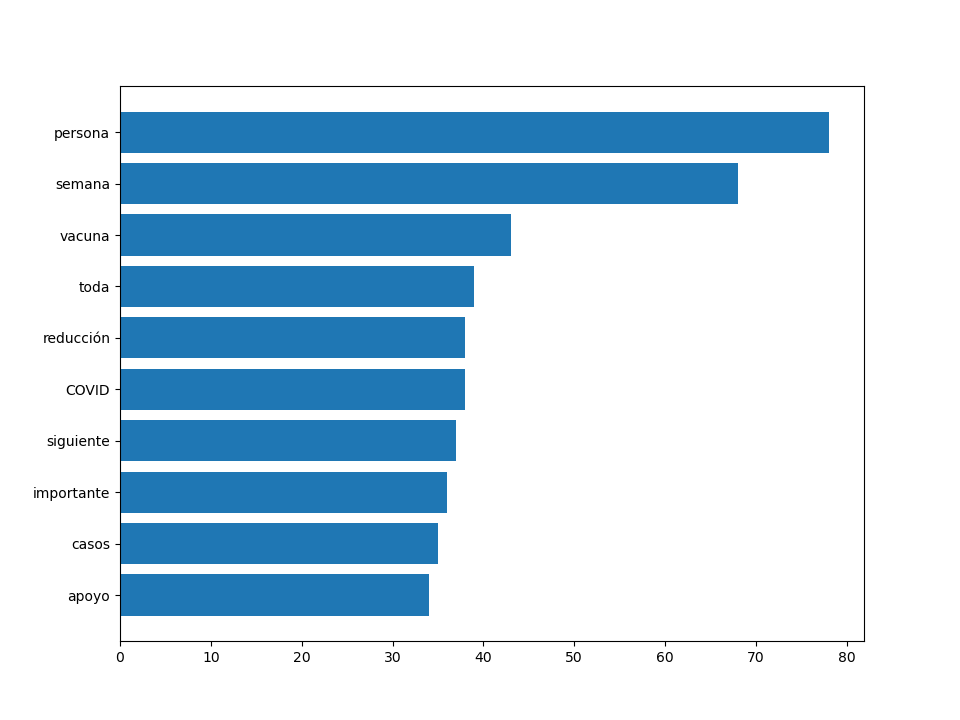 persona
semana
vacuna
toda
reducción
COVID
siguiente
importante
casos
apoyo
0 10 20 30 40 50 60 70 80